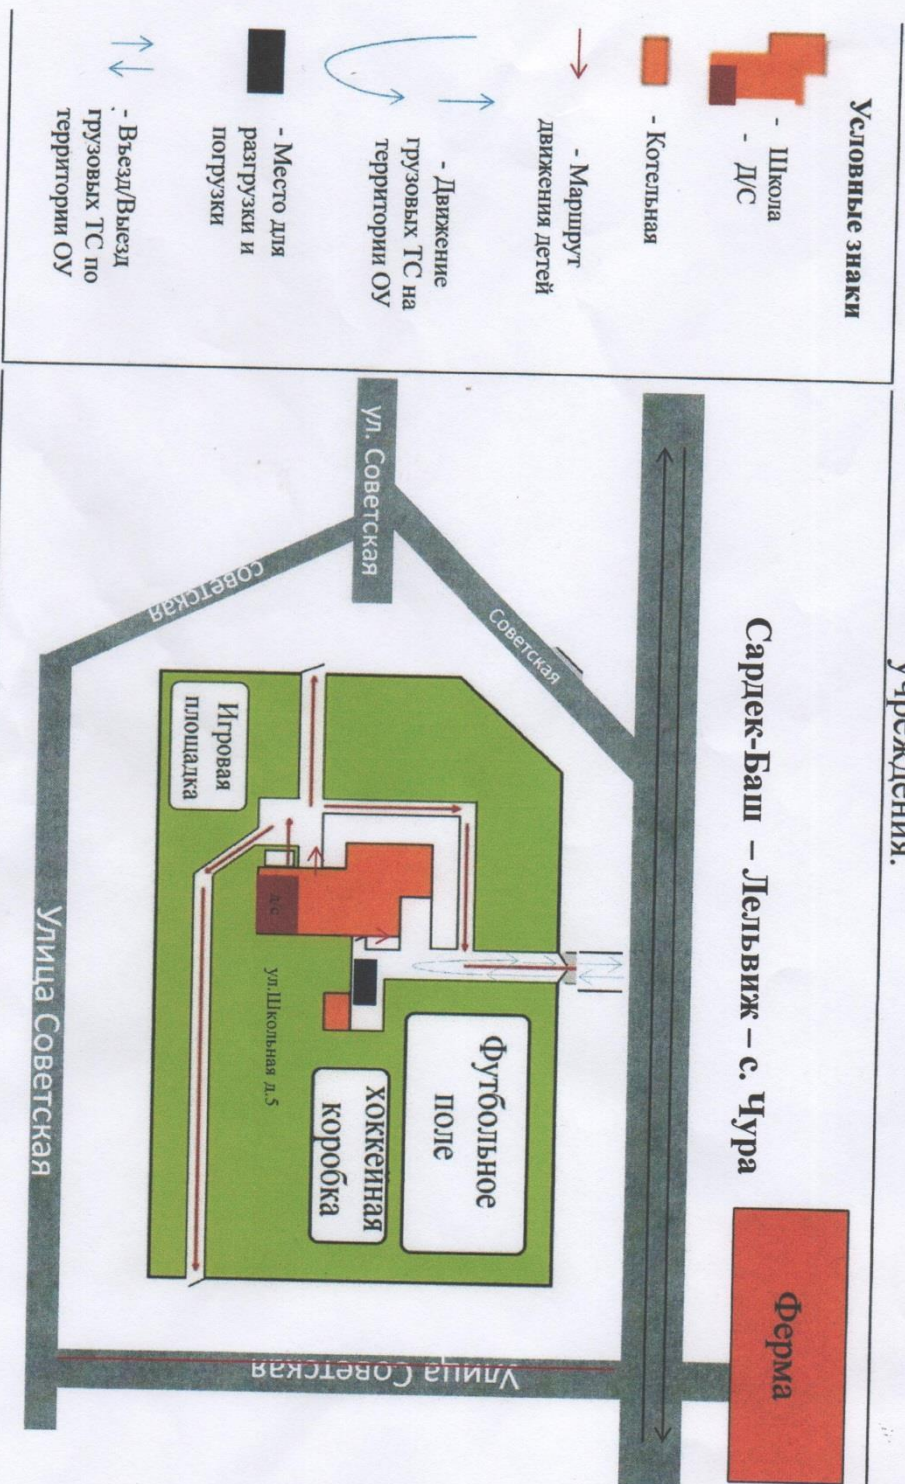 учреждения.
Условные знаки
- Школа
- Д/С
- Котельная
- Маршрут
движения детей
- Движение
грузовых ТС на
территории ОУ
- Место для
разгрузки и
погрузки
- Въезд/Выезд
грузовых ТС по
территории ОУ
Сардек-Баш – Лельвиж – с. Чура
Ферма
ул. Советская
Советская
советская
Игровая
площадка
д/с
ул.Школьная д.5
Футбольное
поле
хоккейная
коробка
Улица Советская
Улица Советская